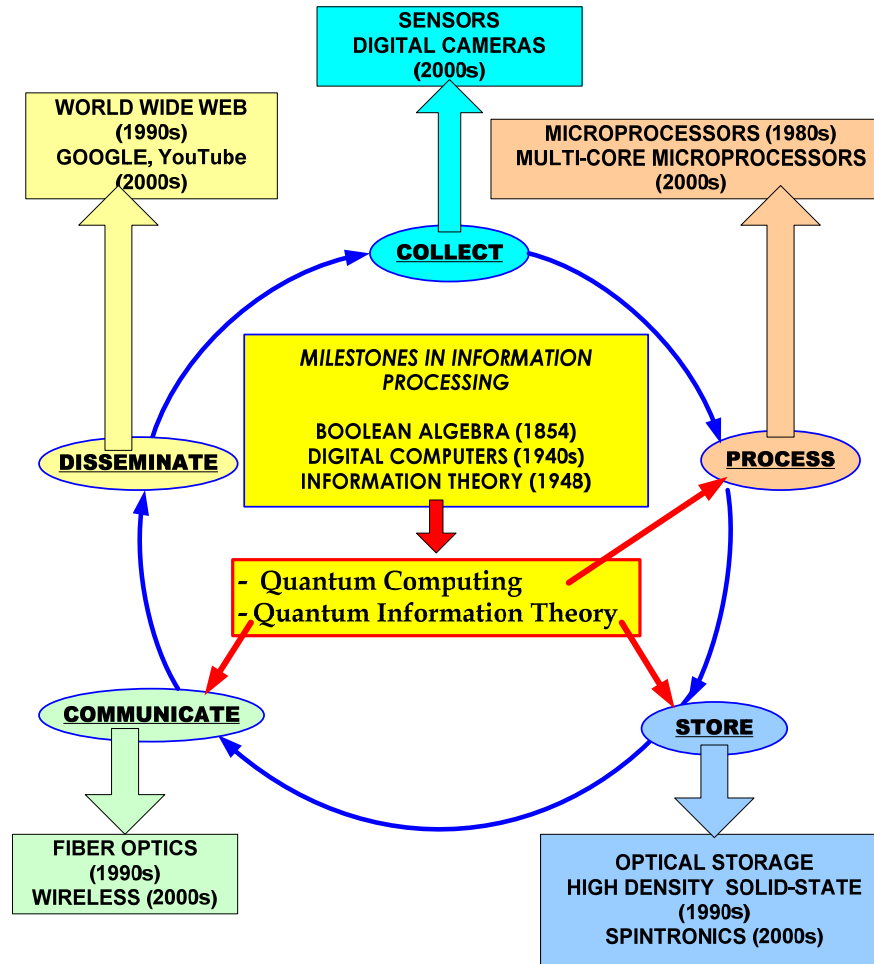 SENSORS
DIGITAL CAMERAS
(2000s)
WORLD WIDE WEB
(1990s)
GOOGLE, YouTube
(2000s)
MICROPROCESSORS (1980s)
MULTI-CORE MICROPROCESSORS
(2000s)
COLLECT
MILESTONES IN INFORMATION
PROCESSING
BOOLEAN ALGEBRA (1854)
DIGITAL COMPUTERS (1940s)
INFORMATION THEORY (1948)
DISSEMINATE
PROCESS
- Quantum Computing
- Quantum Information Theory
COMMUNICATE
STORE
FIBER OPTICS
(1990s)
WIRELESS (2000s)
OPTICAL STORAGE
HIGH DENSITY SOLID-STATE
(1990s)
SPINTRONICS (2000s)